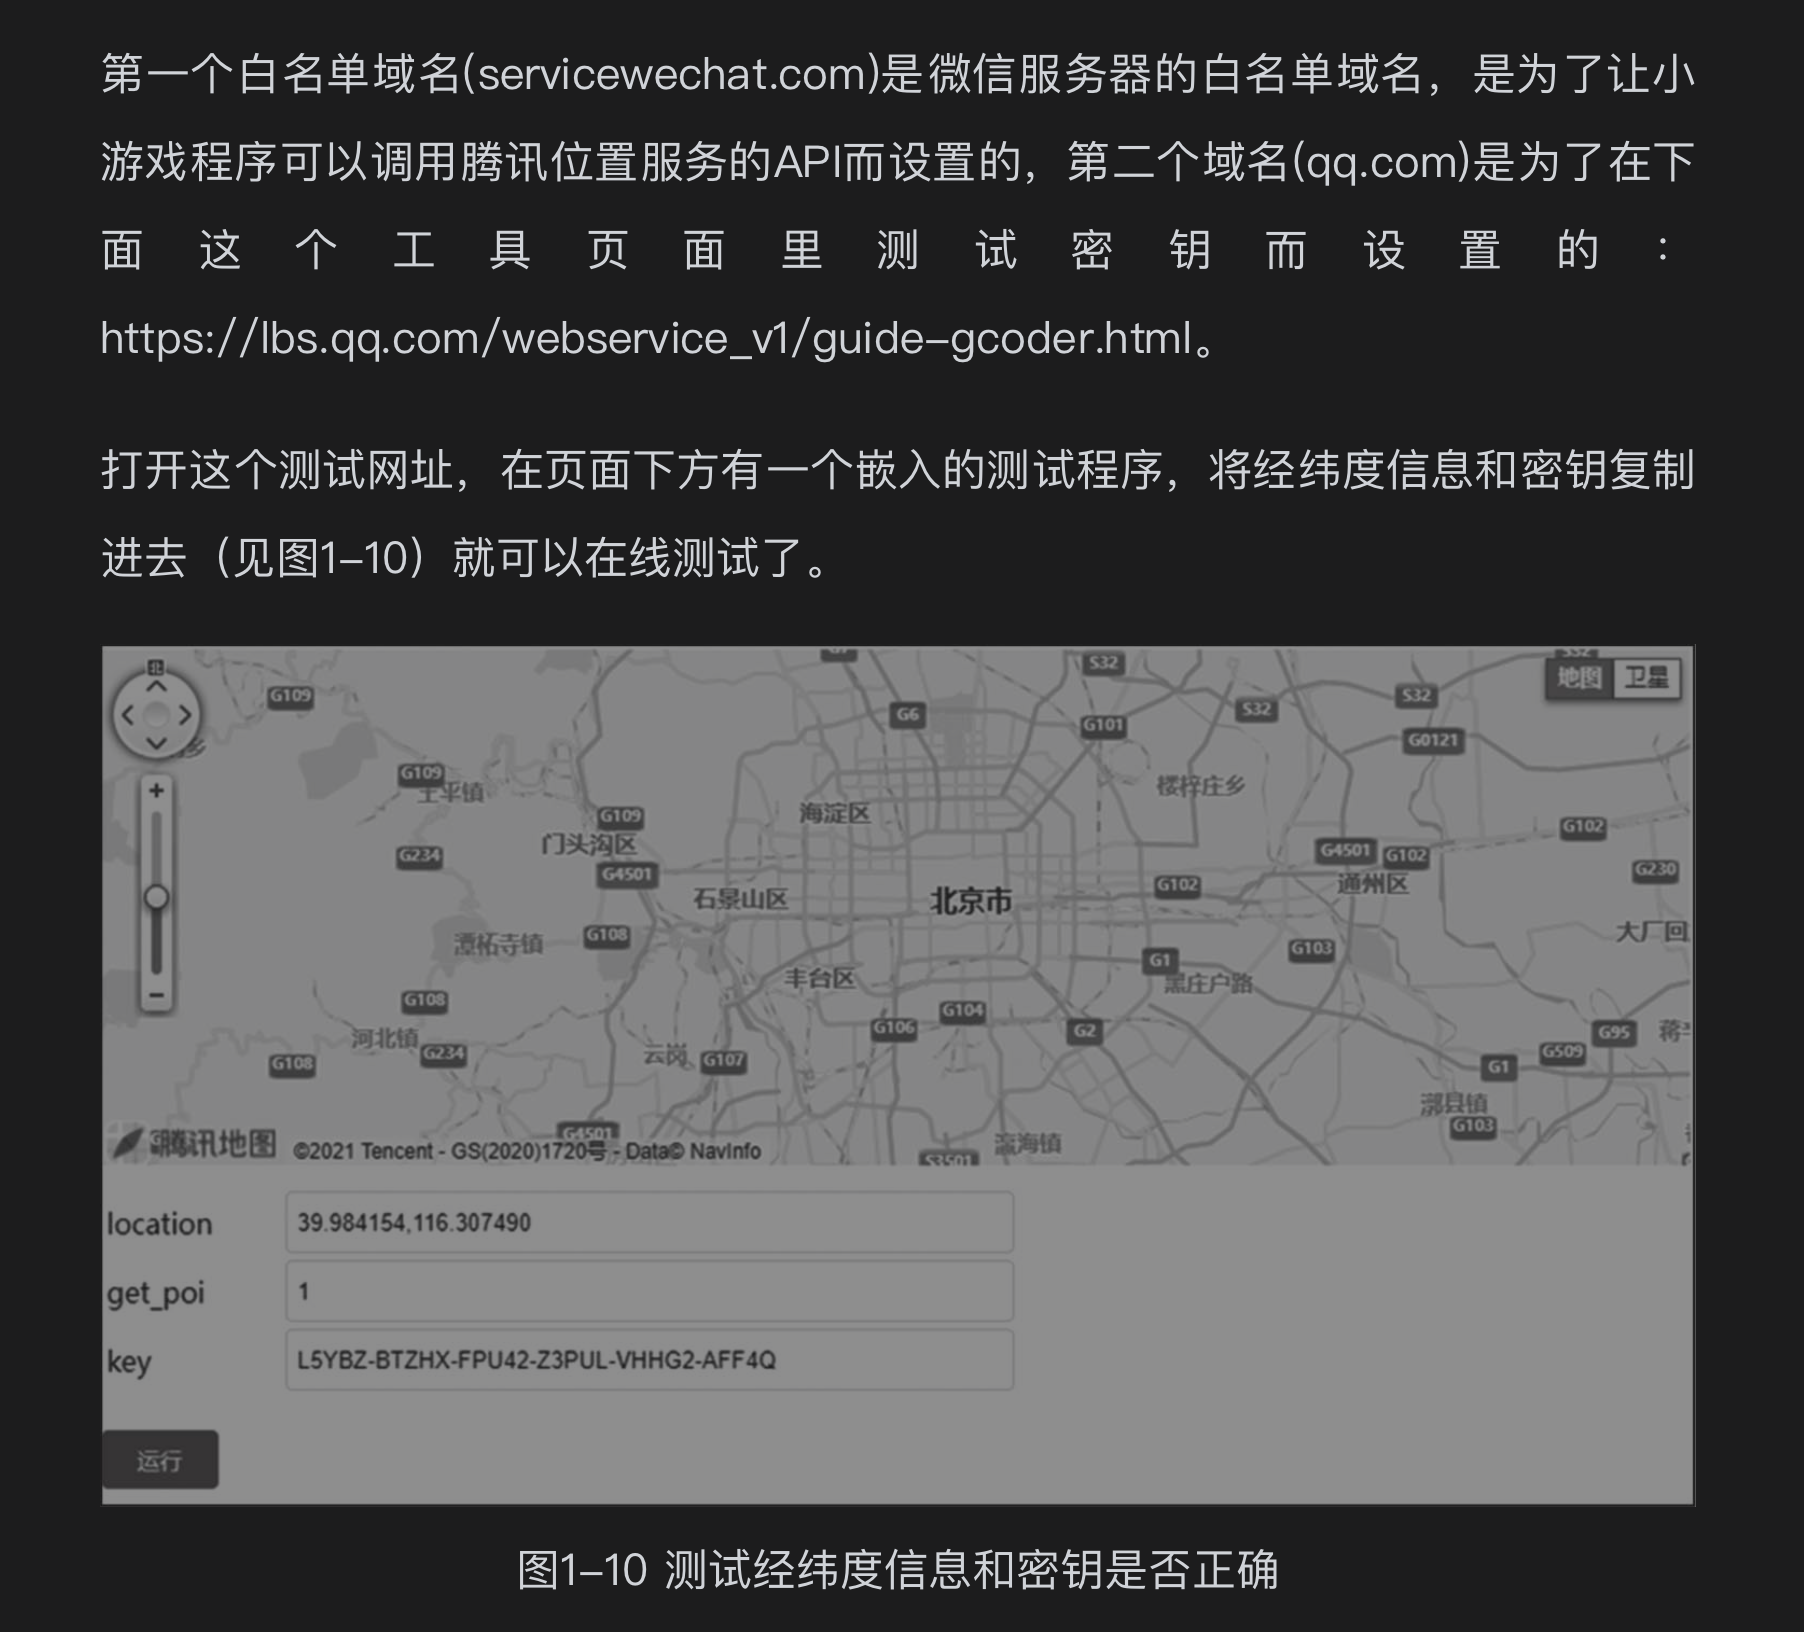 第一个白名单域名(servicewechat.com)是微信服务器的白名单域名，是为了让小
游戏程序可以调用腾讯位置服务的API而设置的，第二个域名(qq.com)是为了在下
面这个工具页面里测试密钥而设置的：
https://lbs.qq.com/webservice_v1/guide-gcoder.html。
打开这个测试网址，在页面下方有一个嵌入的测试程序，将经纬度信息和密钥复制
进去（见图1-10）就可以在线测试了。
北
S32
地图 卫星
G109
S32
S32
G6
G101
G0121
G109
王平镇
楼梓庄乡
海淀区
G109
门头沟区
G102
G234
G4501
G102
G4501
G230
通州区
石景山区
北京市
G102
潭柘寺镇
G108
大厂回
G103
G1
丰台区
黑庄户路
G108
G104
河北镇
G106
G2
G95
G234
云岗
G107
G108
G509
G1
漷县镇
G103
G4501
瀛海镇
腾讯地图
©2021 Tencent - GS(2020)1720号 - Data© NavInfo
S3501
location 39.984154,116.307490
get_poi 1
key L5YBZ-BTZHX-FPU42-Z3PUL-VHHG2-AFF4Q
运行
图1-10 测试经纬度信息和密钥是否正确